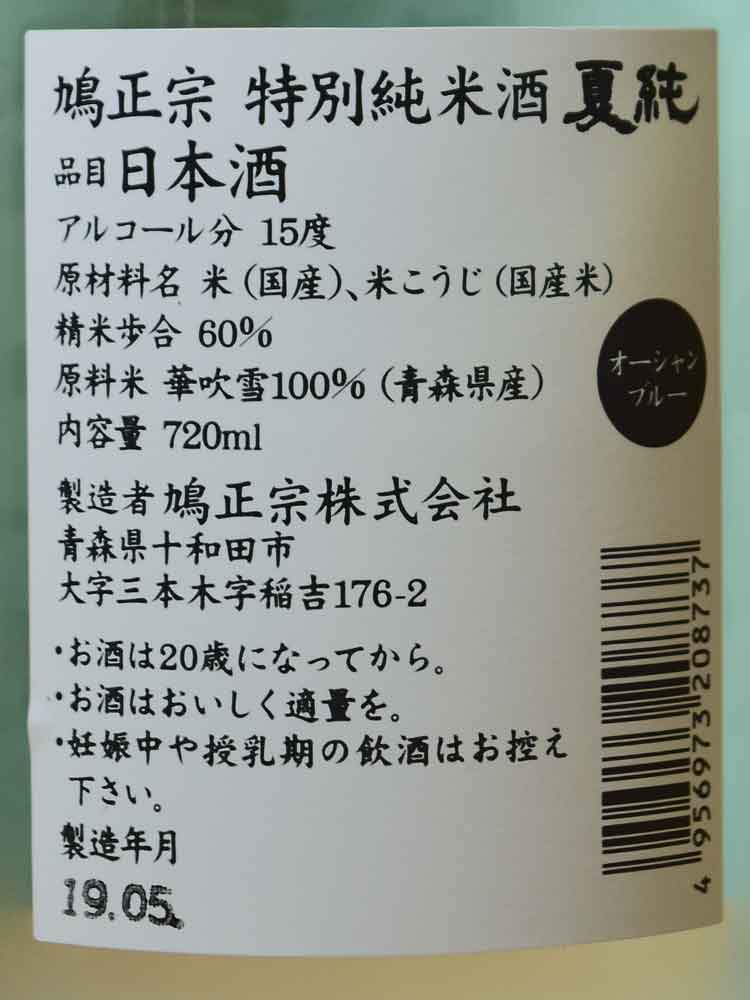 鳩正宗 特別純米酒 夏純
品目 日本酒
アルコール分 15度
原材料名 米(国産)、米こうじ(国産米)
精米歩合 60%
原料米 華吹雪100%(青森県産)
内容量 720ml
オーシャン
ブルー
製造者 鳩正宗株式会社
青森県十和田市
大字三本木字稲吉176-2
・お酒は20歳になってから。
・お酒はおいしく適量を。
・妊娠中や授乳期の飲酒はお控え
下さい。
製造年月
19.05.
4 956973 208737